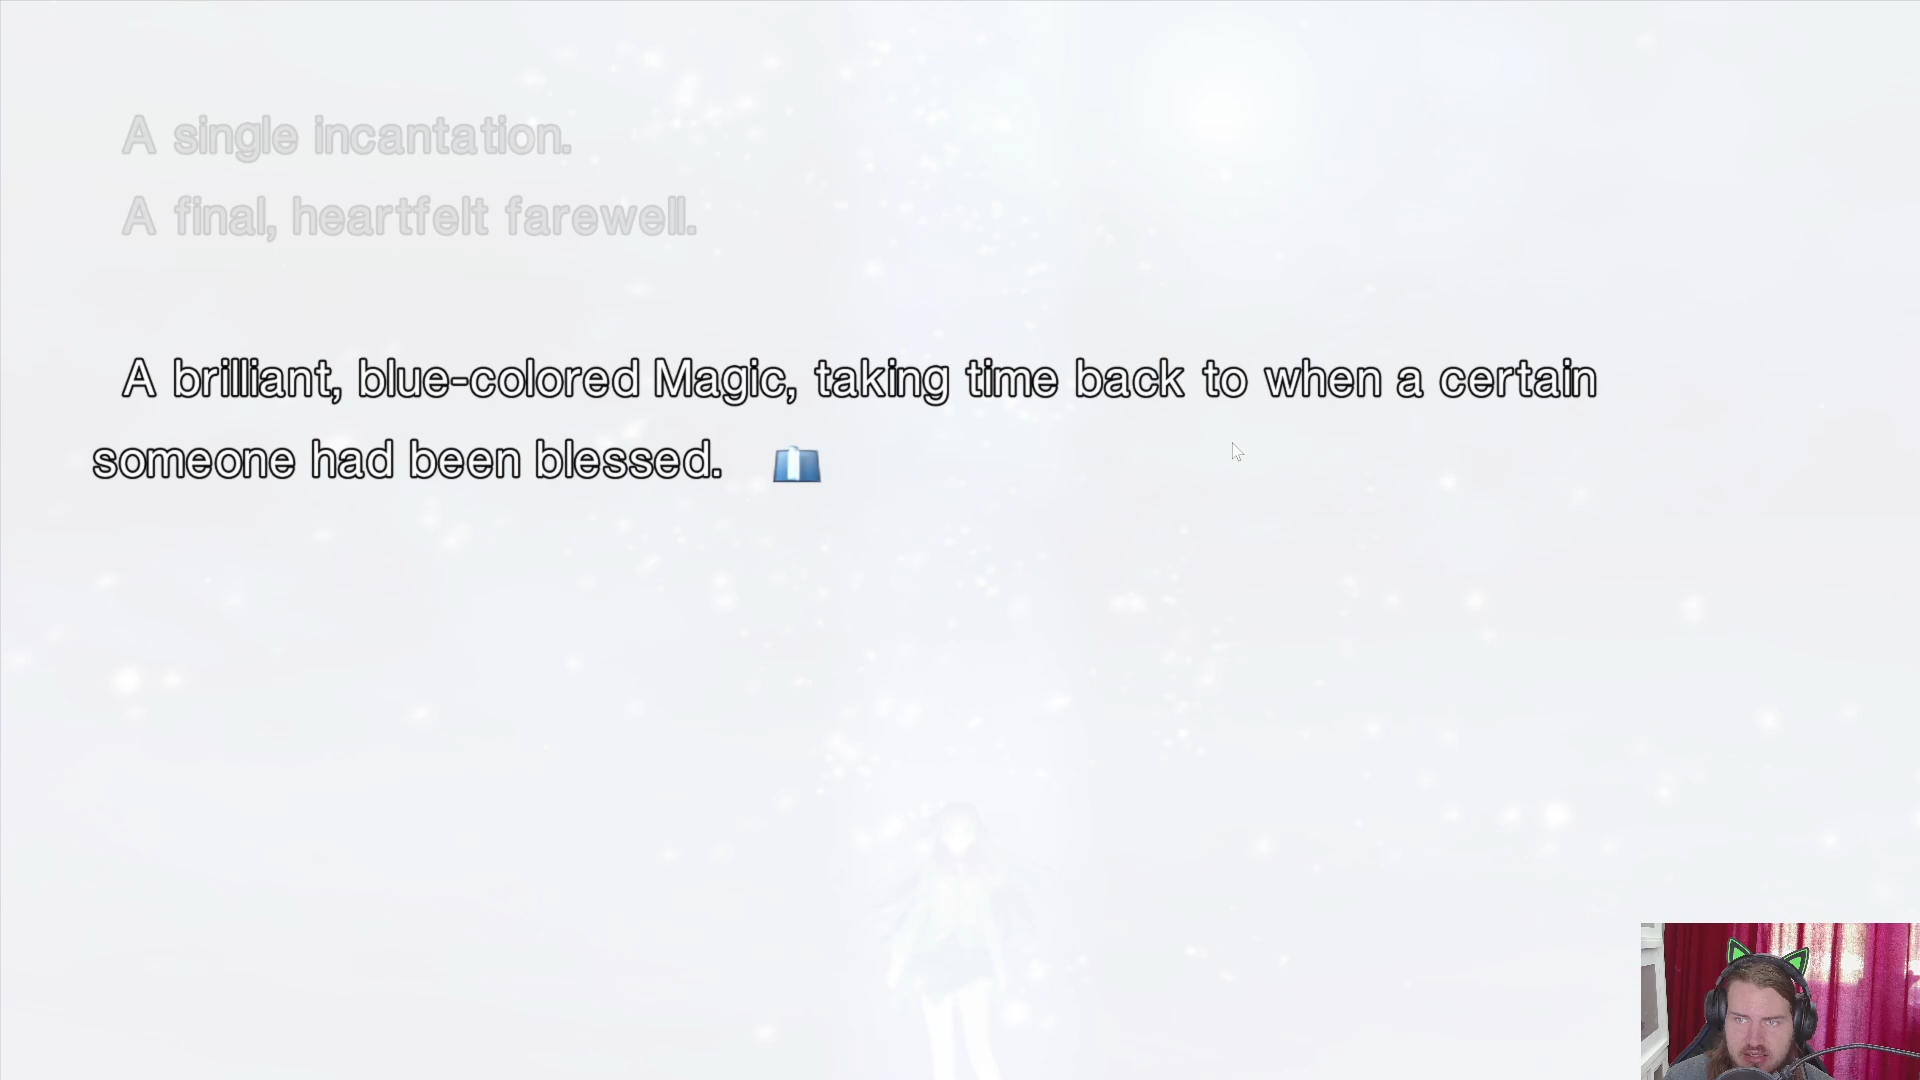 A single incantation.
A final, heartfelt farewell.
A brilliant, blue-colored Magic, taking time back to when a certain
someone had been blessed.